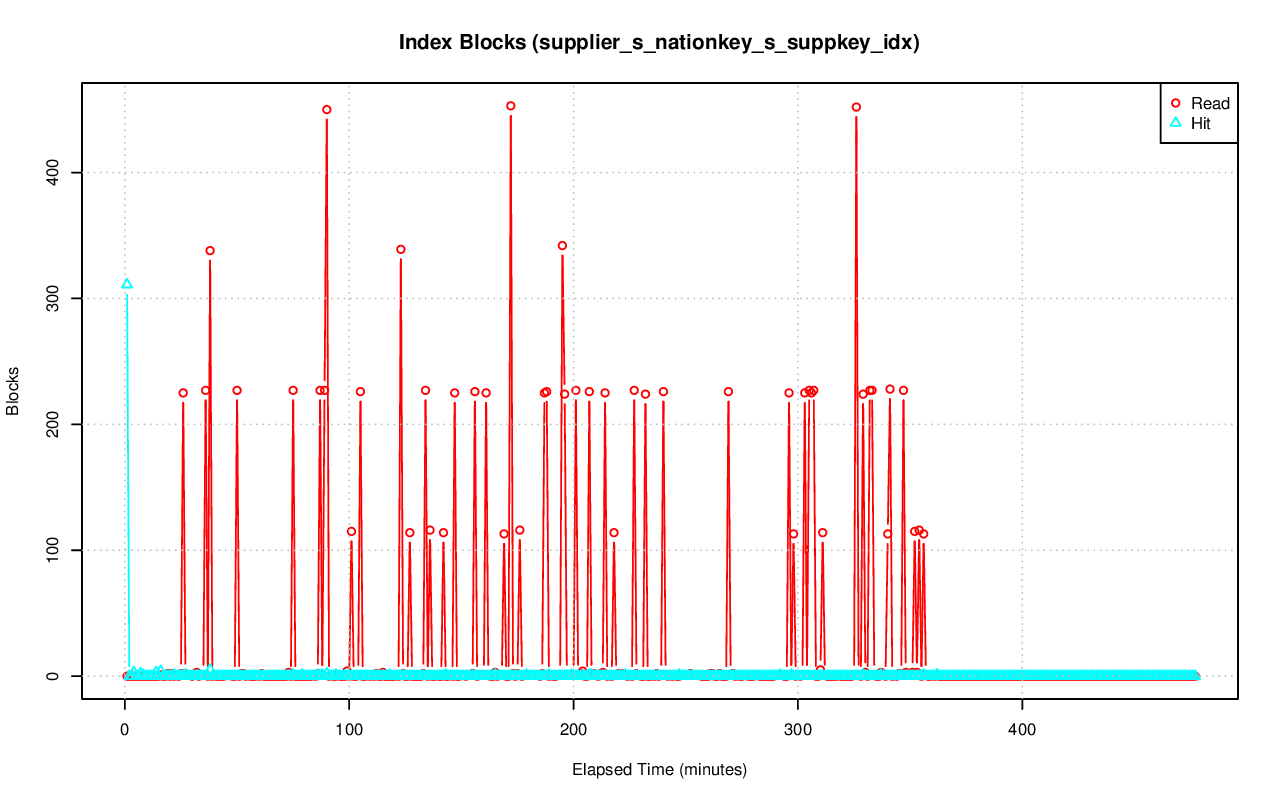 Index Blocks (supplier_s_nationkey_s_suppkey_idx)
Read
Hit
Blocks
400
300
200
100
0
0 100 200 300 400
Elapsed Time (minutes)